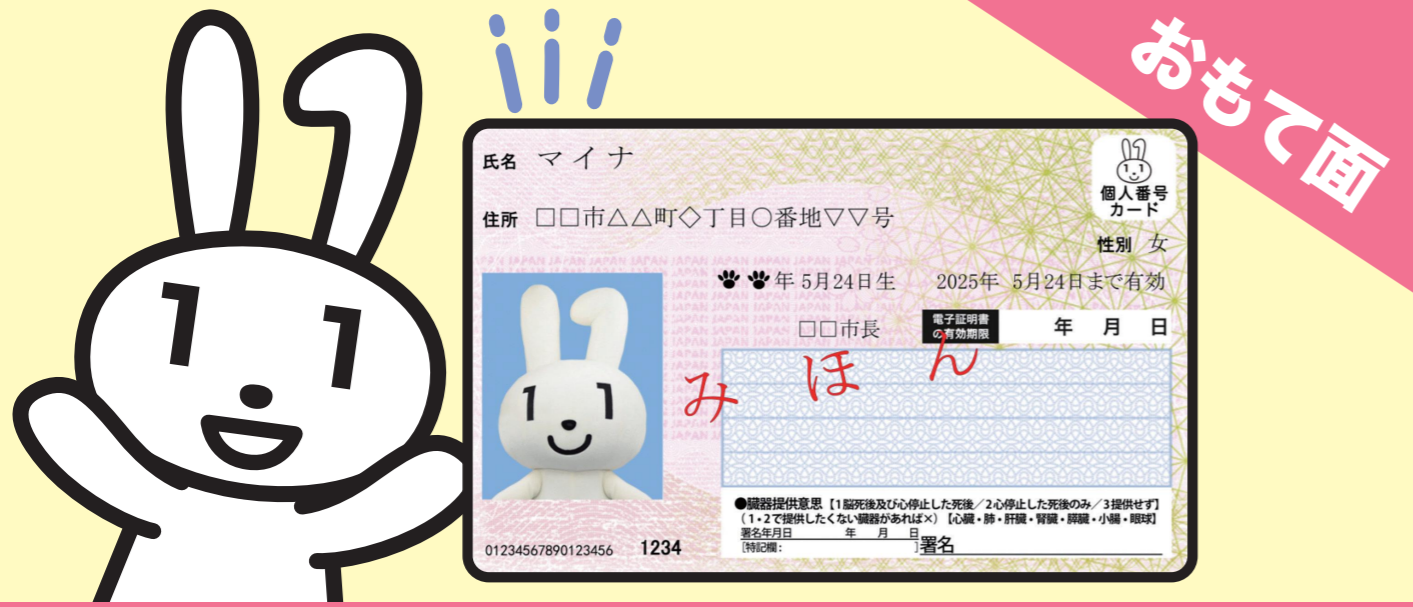 おもて面
氏名 マイナ
個人番号
カード
住所 □□市△△町◇丁目○番地▽▽号
性別 女
年 5月24日生 2025年 5月24日まで有効
□□市長
電子証明書
の有効期限
年 月 日
みほん
●臓器提供意思【1脳死後及び心停止した死後/2心停止した死後のみ/3提供せず】
(1・2で提供したくない臓器があれば×)【心臓・肺・肝臓・腎臓・膵臓・小腸・眼球】
署名年月日 年 月 日
[特記欄: ]署名
01234567890123456 1234